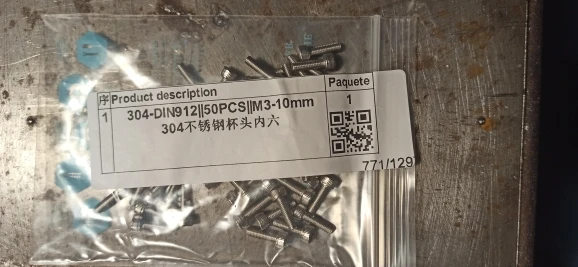 序 Product description Paquete
1 304-DIN912||50PCS||M3-10mm 1
304不锈钢杯头内六
771/129